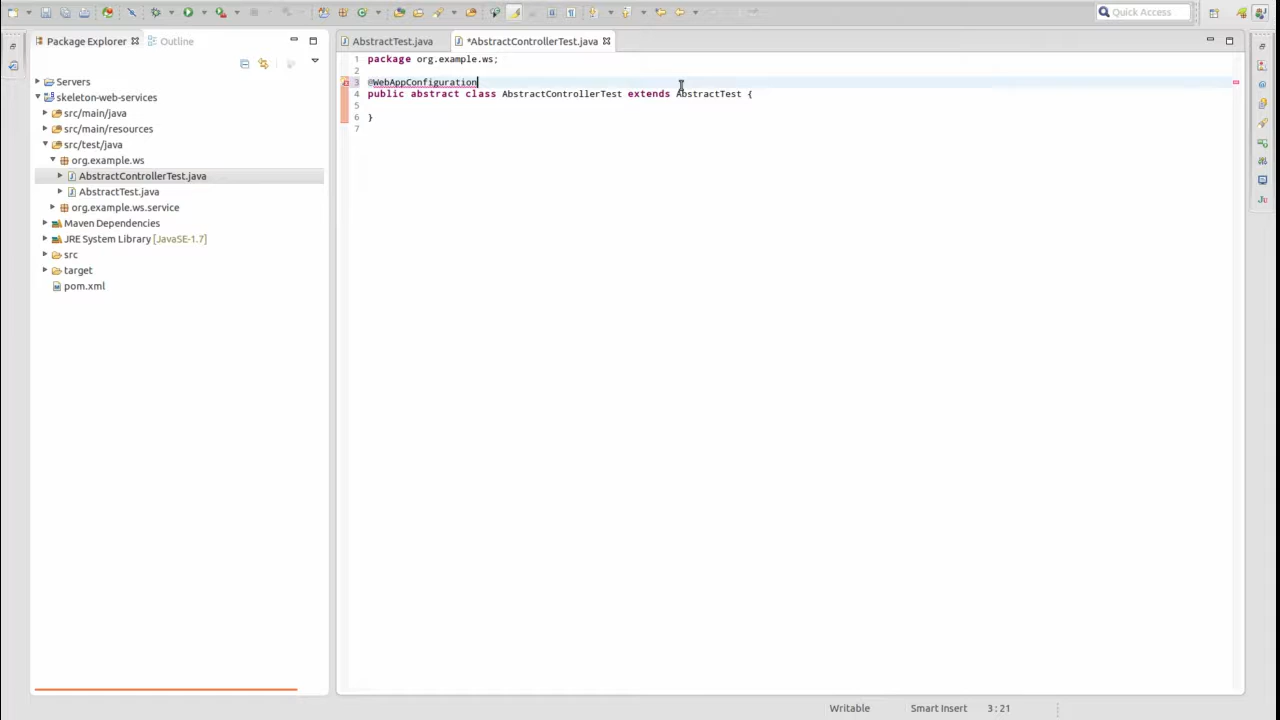 Quick Access
Package Explorer
Outline
AbstractTest.java
*AbstractControllerTest.java
Servers
skeleton-web-services
src/main/java
src/main/resources
src/test/java
org.example.ws
AbstractControllerTest.java
AbstractTest.java
org.example.ws.service
Maven Dependencies
JRE System Library [JavaSE-1.7]
src
target
pom.xml
1 package org.example.ws;
2
3 @WebAppConfiguration
4 public abstract class AbstractControllerTest extends AbstractTest {
5
6 }
7
Writable
Smart Insert
3 : 21